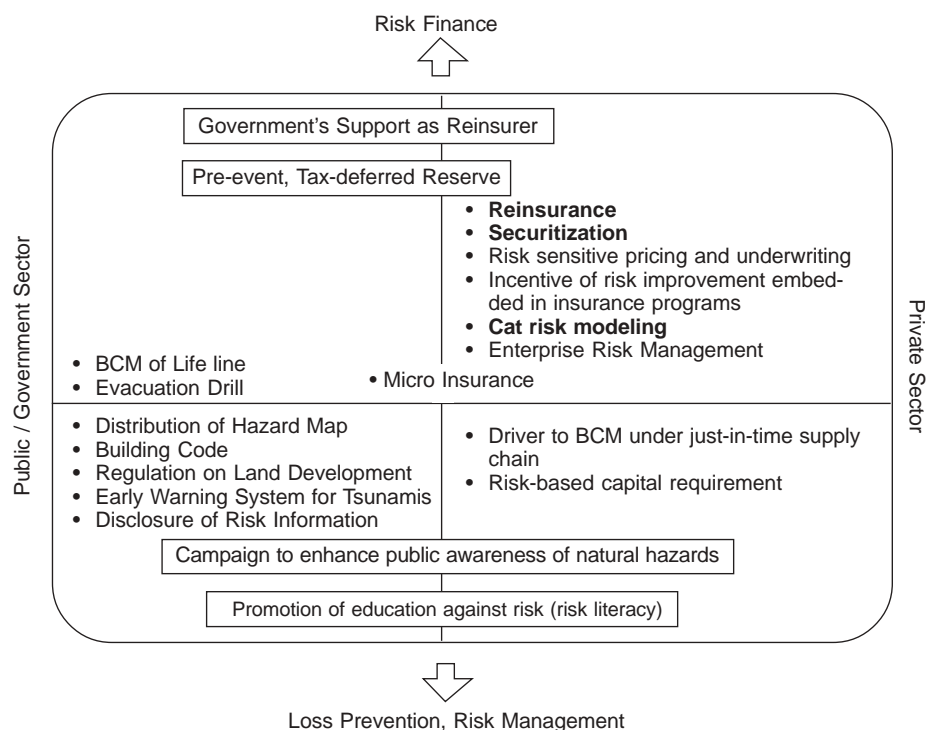 Risk Finance
Government's Support as Reinsurer
Pre-event, Tax-deferred Reserve
• Reinsurance
• Securitization
• Risk sensitive pricing and underwriting
• Incentive of risk improvement embed-
ded in insurance programs
• Cat risk modeling
• Enterprise Risk Management
Public / Government Sector
Private Sector
• BCM of Life line
• Evacuation Drill
• Micro Insurance
• Distribution of Hazard Map
• Building Code
• Regulation on Land Development
• Early Warning System for Tsunamis
• Disclosure of Risk Information
• Driver to BCM under just-in-time supply
chain
• Risk-based capital requirement
Campaign to enhance public awareness of natural hazards
Promotion of education against risk (risk literacy)
Loss Prevention, Risk Management